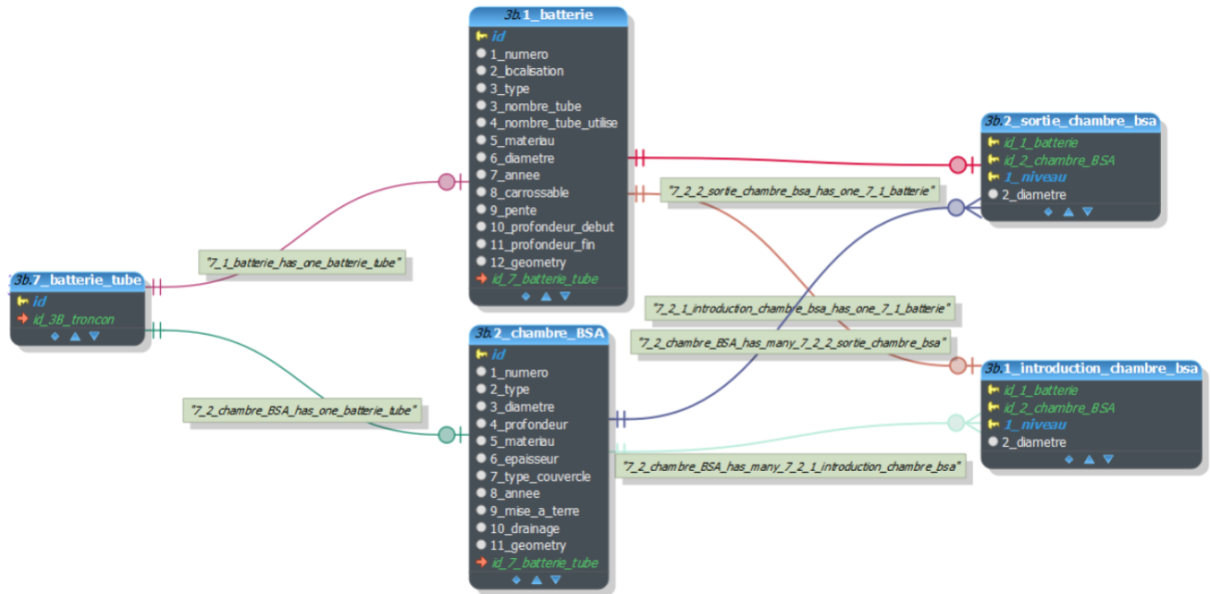 3b.1_batterie
id
1_numero
2_localisation
3_type
3_nombre_tube
4_nombre_tube_utilise
5_materiau
6_diametre
7_annee
8_carrossable
9_pente
10_profondeur_debut
11_profondeur_fin
12_geometry
id_7_batterie_tube
3b.2_sortie_chambre_bsa
id_1_batterie
id_2_chambre_BSA
1_niveau
2_diametre
"7_2_2_sortie_chambre_bsa_has_one_7_1_batterie"
"7_1_batterie_has_one_batterie_tube"
3b.7_batterie_tube
id
id_3B_troncon
"7_2_1_introduction_chambre_bsa_has_one_7_1_batterie"
"7_2_chambre_BSA_has_many_7_2_2_sortie_chambre_bsa"
3b.2_chambre_BSA
id
1_numero
2_type
3_diametre
4_profondeur
5_materiau
6_epaisseur
7_type_couvercle
8_annee
9_mise_a_terre
10_drainage
11_geometry
id_7_batterie_tube
3b.1_introduction_chambre_bsa
id_1_batterie
id_2_chambre_BSA
1_niveau
2_diametre
"7_2_chambre_BSA_has_one_batterie_tube"
"7_2_chambre_BSA_has_many_7_2_1_introduction_chambre_bsa"